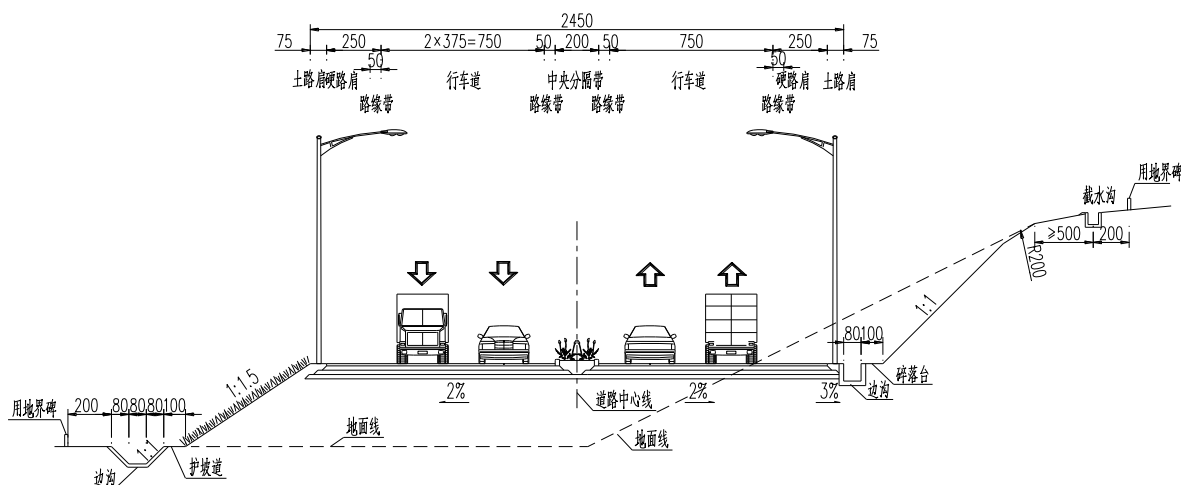 2450
75 250 2×375=750 50 200 50 750 250 75
50 50
土路肩 硬路肩 行车道 中央分隔带 行车道 硬路肩 土路肩
路缘带 路缘带 路缘带 路缘带
用地界碑
截水沟
≥500 200
R200
1:1
80 100
碎落台
边沟
1:1.5
2% 2% 3%
道路中心线
用地界碑
200 80 80 80 100
地面线
地面线
1:1
护坡道
边沟